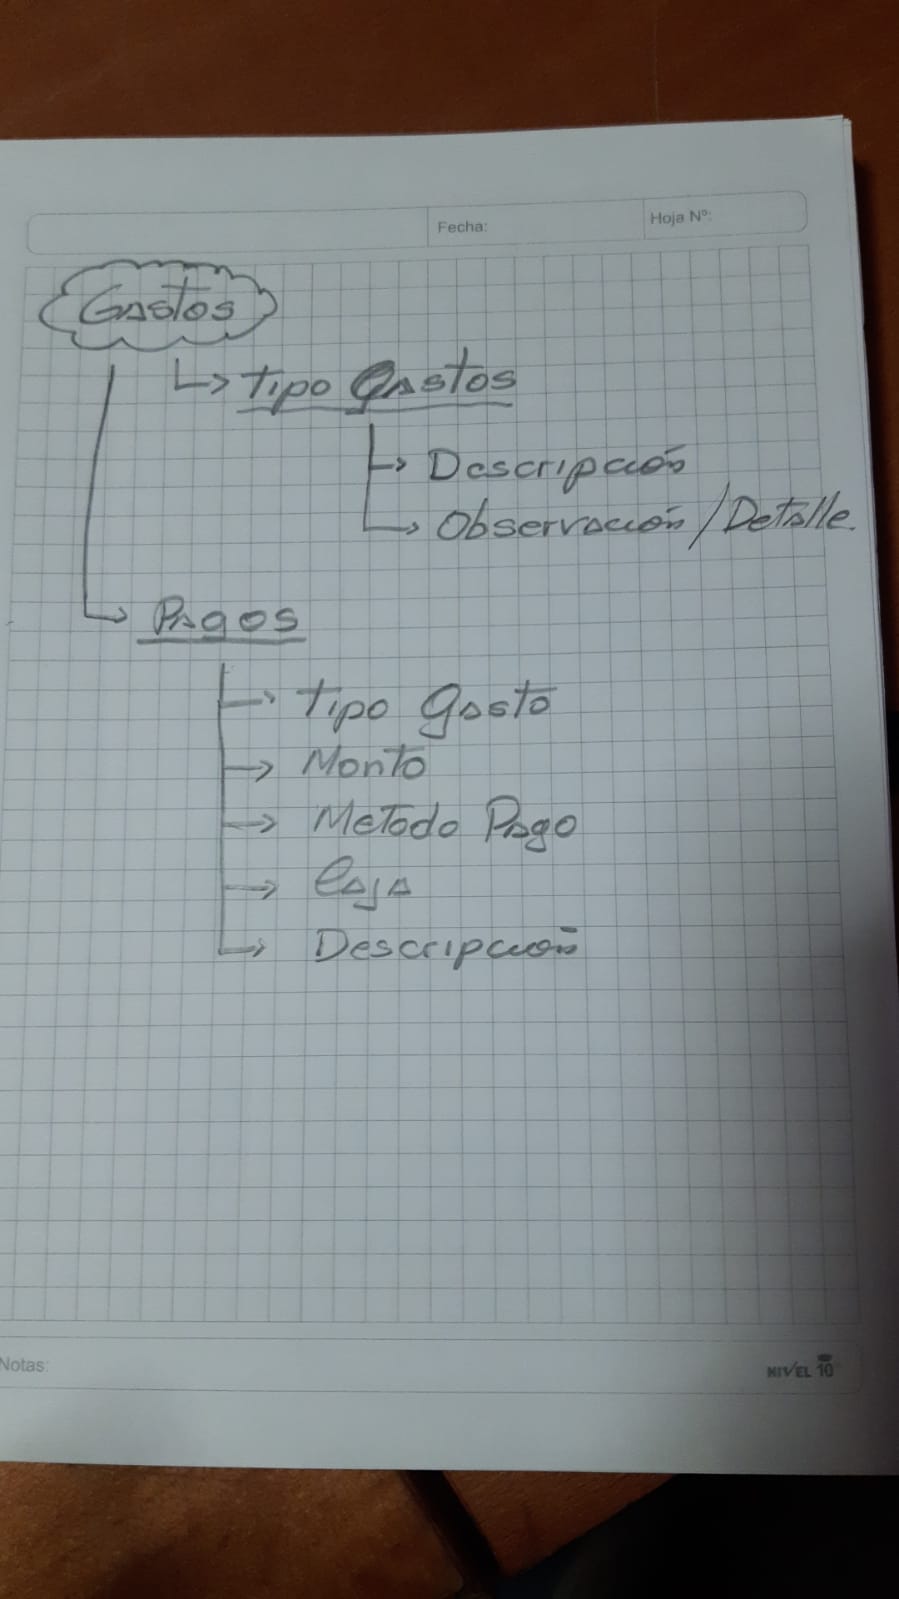 Fecha:
Hoja Nº:
Gastos
Tipo Gastos
Descripción
Observación / Detalle.
Pagos
Tipo Gasto
Monto
Metodo Pago
Caja
Descripción
Notas:
NIVEL 10